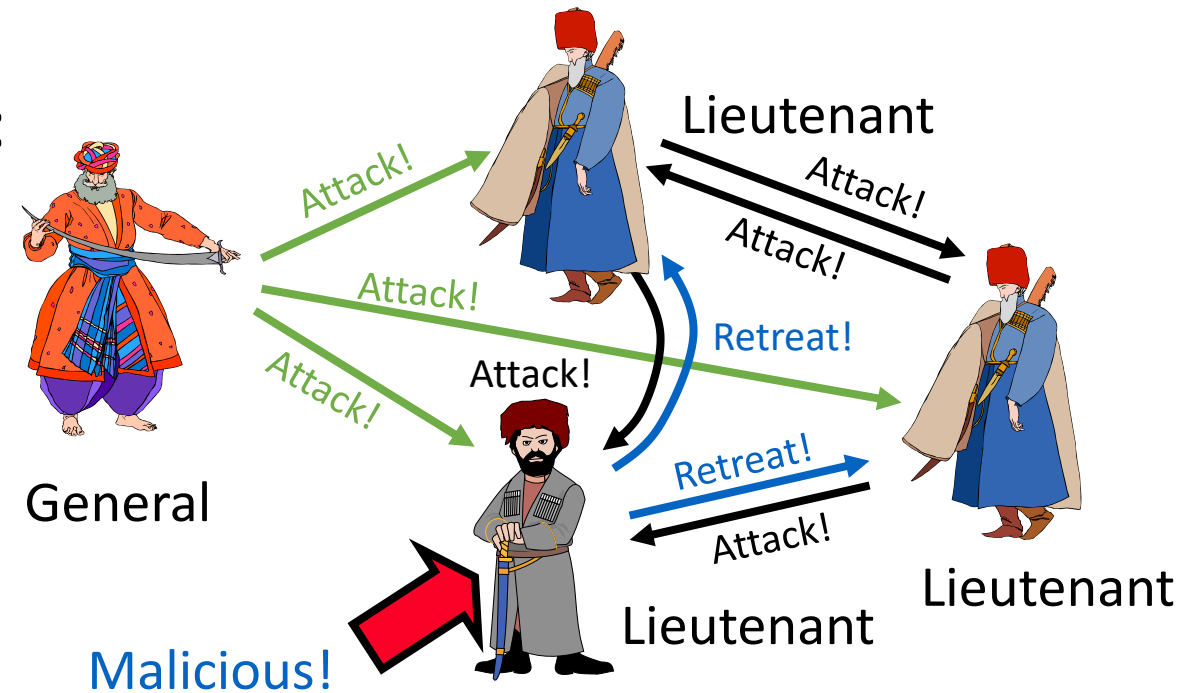 :
Lieutenant
Attack!
Attack!
Attack!
Attack!
Retreat!
Attack!
Attack!
Retreat!
Attack!
General
Lieutenant
Lieutenant
Malicious!